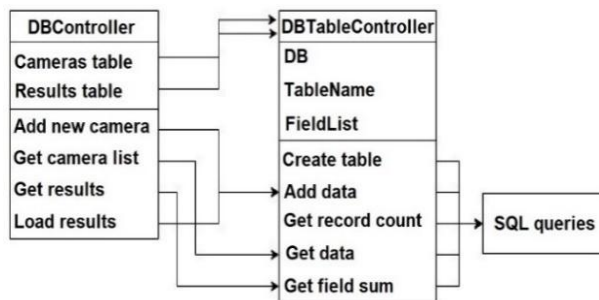 DBController
Cameras table
Results table
Add new camera
Get camera list
Get results
Load results
DBTableController
DB
TableName
FieldList
Create table
Add data
Get record count
Get data
Get field sum
SQL queries